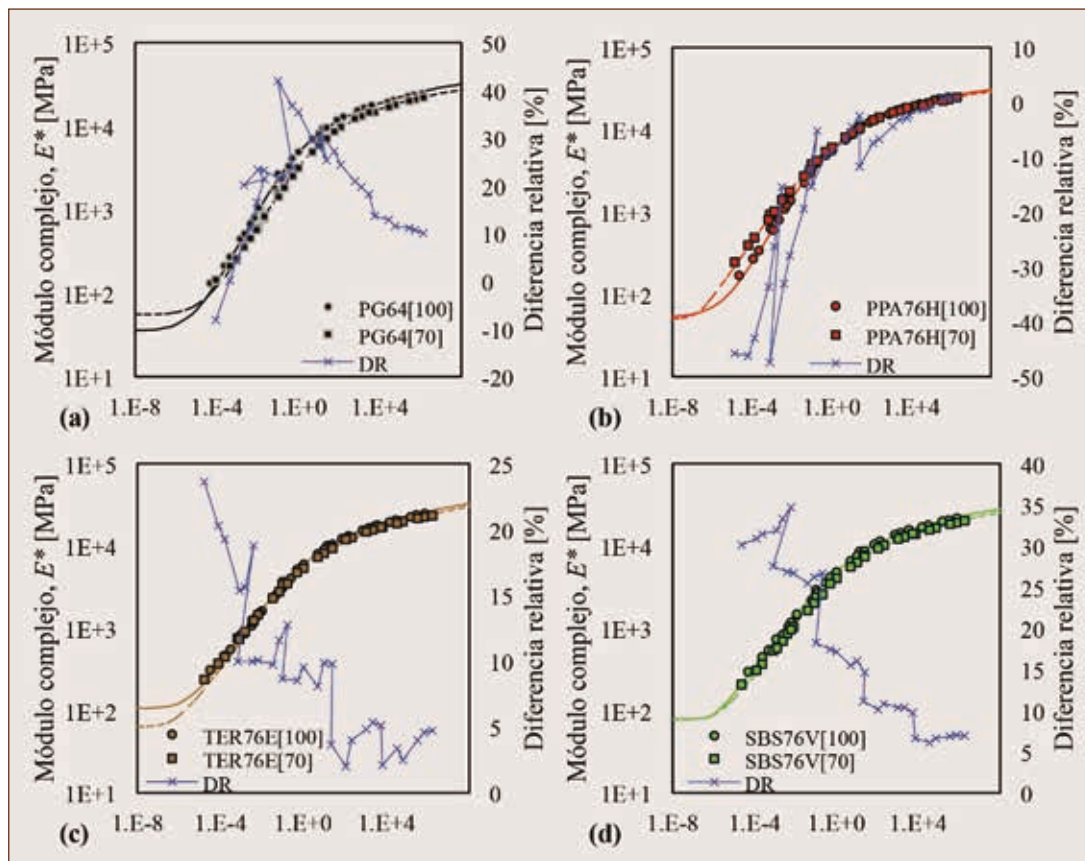 Módulo complejo, E* [MPa]
1E+5
1E+4
1E+3
1E+2
1E+1
PG64[100]
PG64[70]
DR
50
40
30
20
10
0
-10
-20
Diferencia relativa [%]
(a)
1.E-8
1.E-4
1.E+0
1.E+4
Módulo complejo, E* [MPa]
1E+5
1E+4
1E+3
1E+2
1E+1
PPA76H[100]
PPA76H[70]
DR
10
0
-10
-20
-30
-40
-50
Diferencia relativa [%]
(b)
1.E-8
1.E-4
1.E+0
1.E+4
Módulo complejo, E* [MPa]
1E+5
1E+4
1E+3
1E+2
1E+1
TER76E[100]
TER76E[70]
DR
25
20
15
10
5
0
Diferencia relativa [%]
(c)
1.E-8
1.E-4
1.E+0
1.E+4
Módulo complejo, E* [MPa]
1E+5
1E+4
1E+3
1E+2
1E+1
SBS76V[100]
SBS76V[70]
DR
40
35
30
25
20
15
10
5
0
Diferencia relativa [%]
(d)
1.E-8
1.E-4
1.E+0
1.E+4